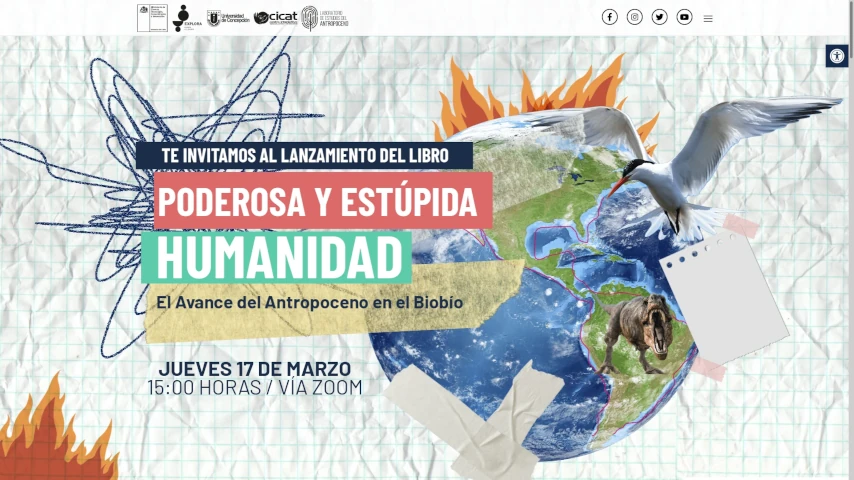 EXPLORA
Universidad
de Concepción
cicat
LABORATORIO
DE ESTUDIOS DEL
ANTROPOCENO
TE INVITAMOS AL LANZAMIENTO DEL LIBRO
PODEROSA Y ESTÚPIDA
HUMANIDAD
El Avance del Antropoceno en el Biobío
JUEVES 17 DE MARZO
15:00 HORAS / VÍA ZOOM